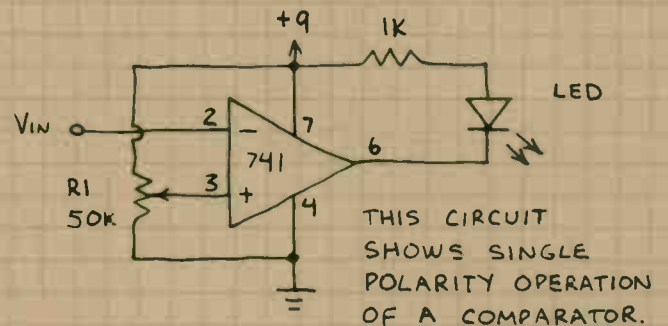 +9
1K
LED
VIN
2
7
6
741
3
4
R1
50K
THIS CIRCUIT
SHOWS SINGLE
POLARITY OPERATION
OF A COMPARATOR.